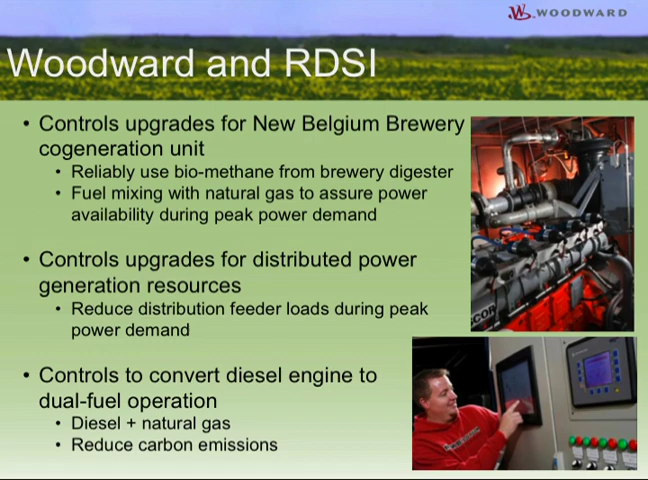 WOODWARD
Woodward and RDSI
• Controls upgrades for New Belgium Brewery
cogeneration unit
• Reliably use bio-methane from brewery digester
• Fuel mixing with natural gas to assure power
availability during peak power demand
• Controls upgrades for distributed power
generation resources
• Reduce distribution feeder loads during peak
power demand
• Controls to convert diesel engine to
dual-fuel operation
• Diesel + natural gas
• Reduce carbon emissions